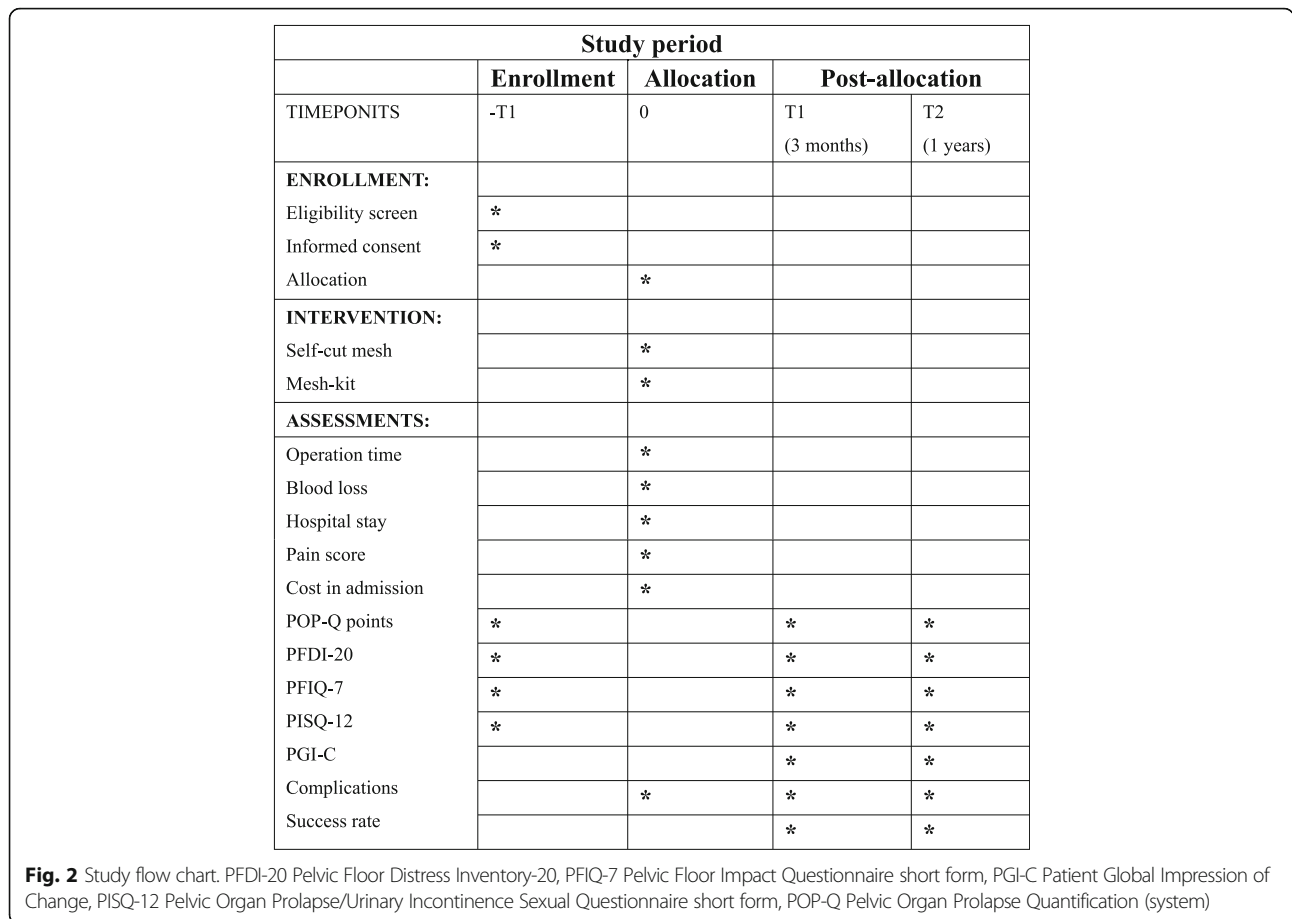 Study period
Enrollment Allocation Post-allocation
TIMEPONITS -T1 0 T1 T2
(3 months) (1 years)
ENROLLMENT:
Eligibility screen *
Informed consent *
Allocation *
INTERVENTION:
Self-cut mesh *
Mesh-kit *
ASSESSMENTS:
Operation time *
Blood loss *
Hospital stay *
Pain score *
Cost in admission *
POP-Q points * * *
PFDI-20 * * *
PFIQ-7 * * *
PISQ-12 * * *
PGI-C * *
Complications * * *
Success rate * *
Fig. 2 Study flow chart. PFDI-20 Pelvic Floor Distress Inventory-20, PFIQ-7 Pelvic Floor Impact Questionnaire short form, PGI-C Patient Global Impression of
Change, PISQ-12 Pelvic Organ Prolapse/Urinary Incontinence Sexual Questionnaire short form, POP-Q Pelvic Organ Prolapse Quantification (system)